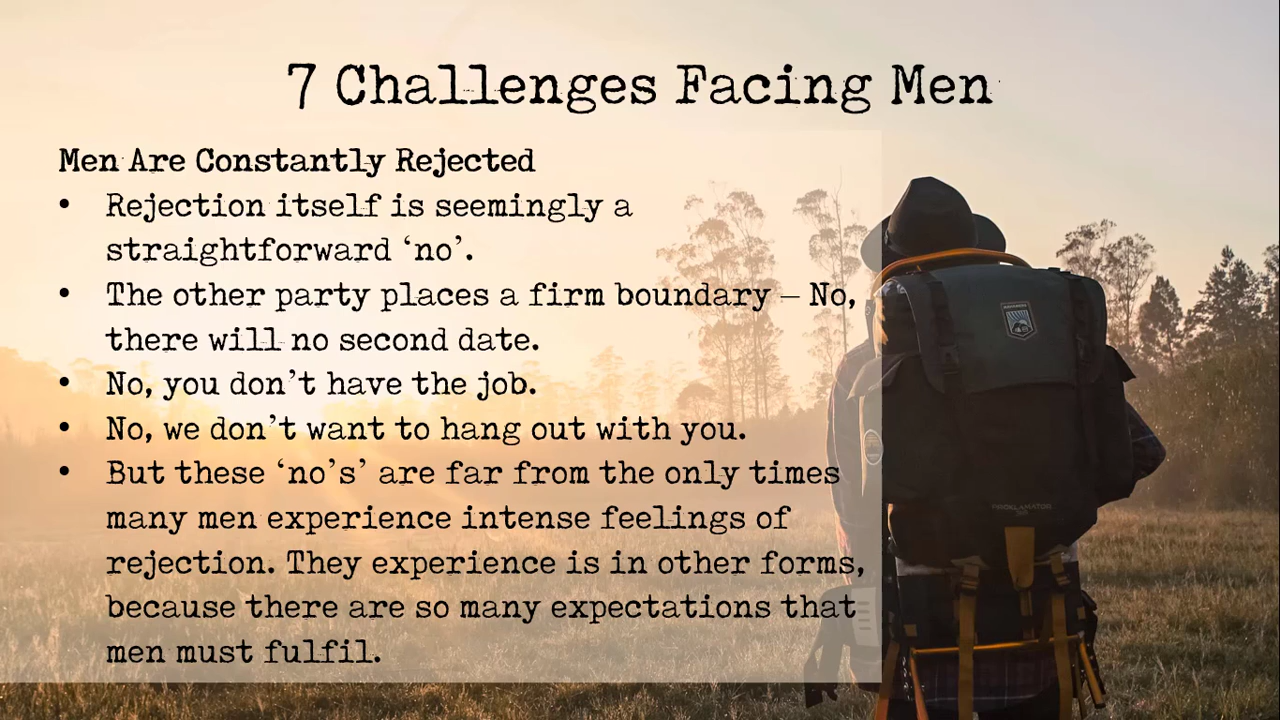 7 Challenges Facing Men
Men Are Constantly Rejected
• Rejection itself is seemingly a
straightforward ‘no’.
• The other party places a firm boundary – No,
there will no second date.
• No, you don’t have the job.
• No, we don’t want to hang out with you.
• But these ‘no’s’ are far from the only times
many men experience intense feelings of
rejection. They experience is in other forms,
because there are so many expectations that
men must fulfil.